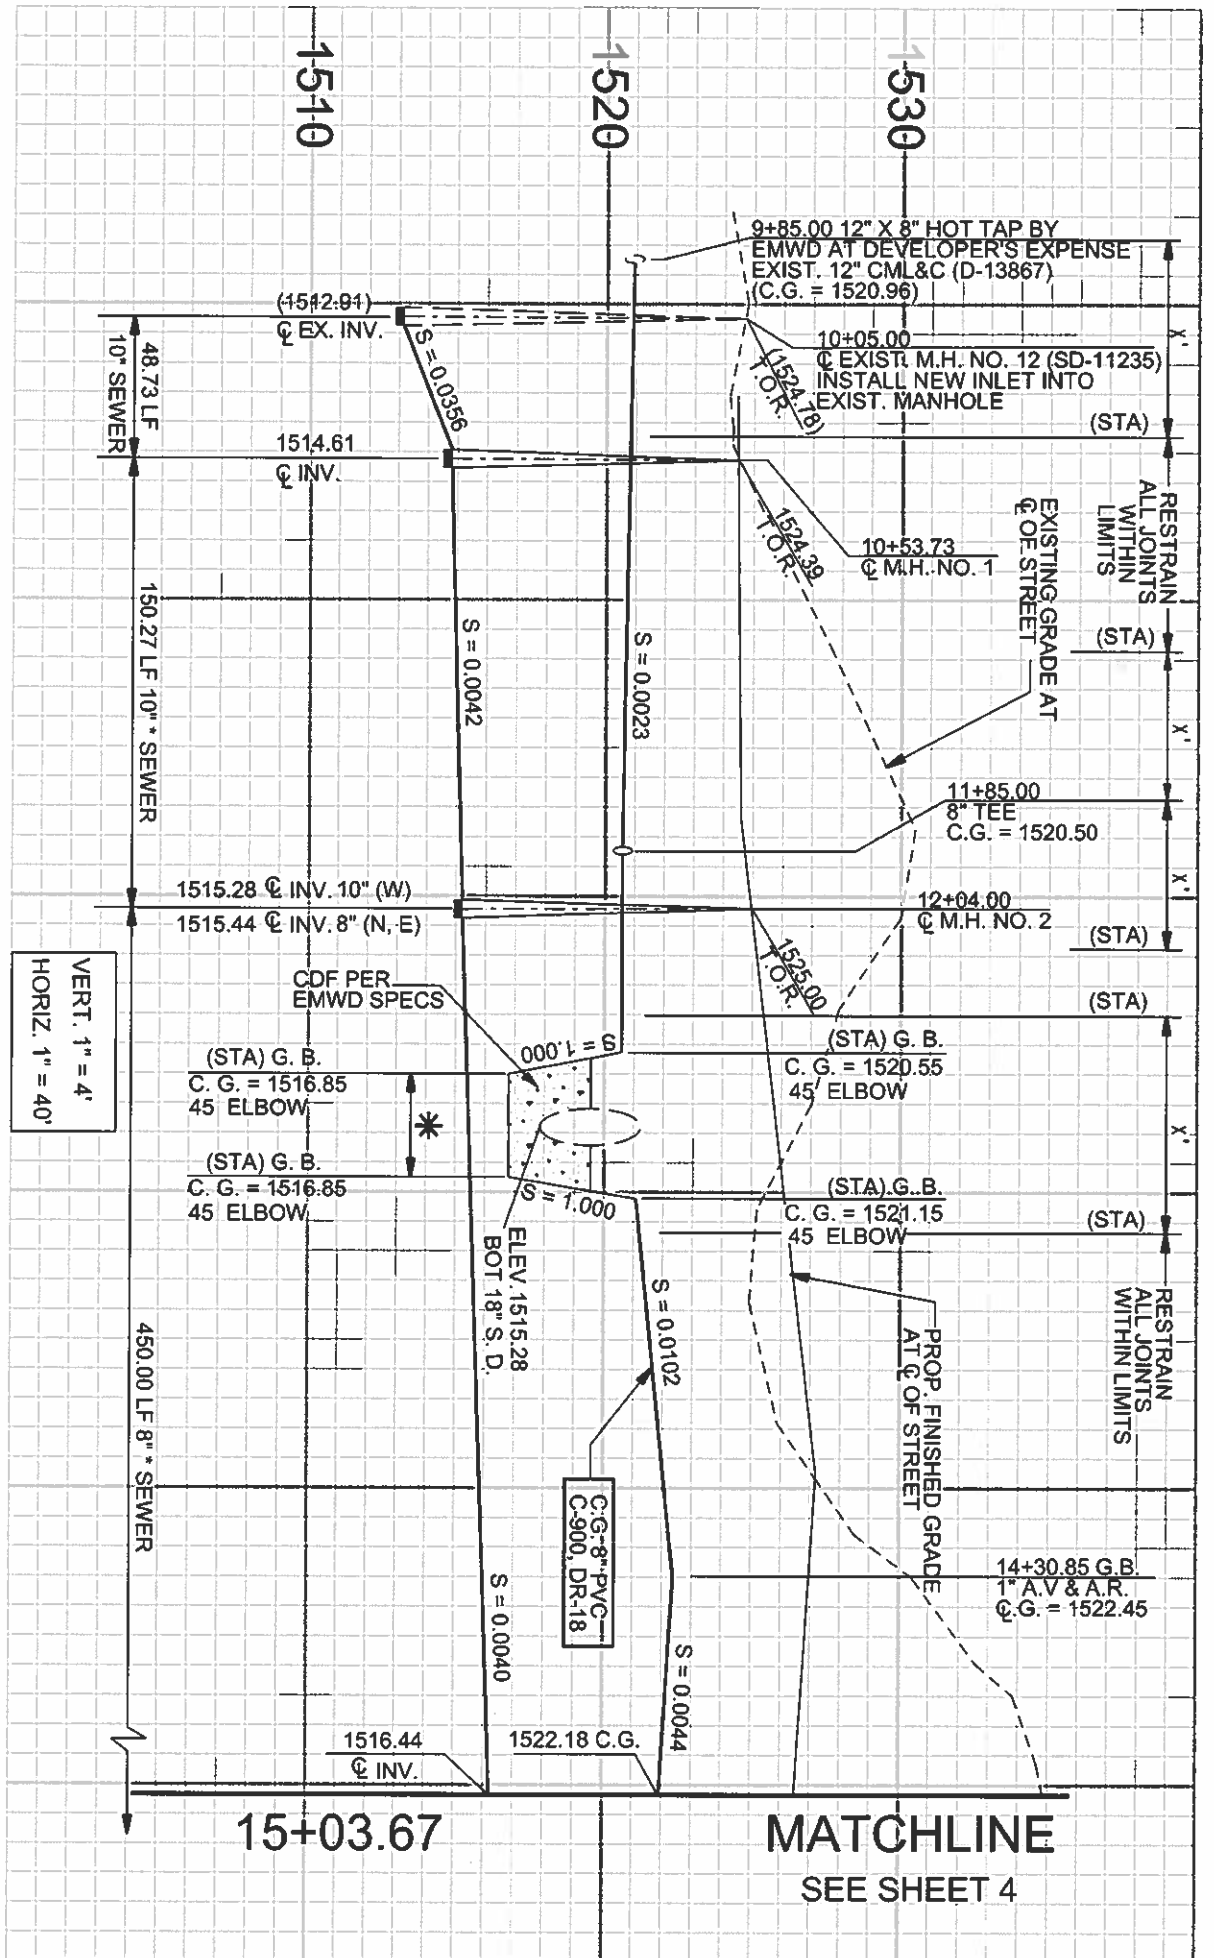 1510
1520
1530
9+85.00 12" X 8" HOT TAP BY
EMWD AT DEVELOPER'S EXPENSE
EXIST. 12" CML&C (D-13867)
(C.G. = 1520.96)
X'
(1512.91)
℄ EX. INV.
10+05.00
℄ EXIST. M.H. NO. 12 (SD-11235)
INSTALL NEW INLET INTO
EXIST. MANHOLE
(1524.78)
T.O.R.
48.73 LF
10" SEWER
S = 0.0356
(STA)
1514.61
℄ INV.
RESTRAIN
ALL JOINTS
WITHIN
LIMITS
EXISTING GRADE AT
℄ OF STREET
1524.39
T.O.R.
10+53.73
℄ M.H. NO. 1
(STA)
150.27 LF 10" * SEWER
S = 0.0042
S = 0.0023
X'
11+85.00
8" TEE
C.G. = 1520.50
X'
1515.28 ℄ INV. 10" (W)
1515.44 ℄ INV. 8" (N, E)
12+04.00
℄ M.H. NO. 2
(STA)
1525.00
T.O.R.
VERT. 1" = 4'
HORIZ. 1" = 40'
CDF PER
EMWD SPECS
(STA)
S = 1.000
(STA) G. B.
C. G. = 1520.55
45 ELBOW
(STA) G. B.
C. G. = 1516.85
45 ELBOW
*
X'
(STA) G. B.
C. G. = 1516.85
45 ELBOW
S = 1.000
(STA) G.B.
C. G. = 1521.15
45 ELBOW
(STA)
ELEV. 1515.28
BOT 18" S. D.
S = 0.0102
PROP. FINISHED GRADE
AT ℄ OF STREET
RESTRAIN
ALL JOINTS
WITHIN LIMITS
450.00 LF 8" * SEWER
C.G. 8" PVC
C-900, DR-18
14+30.85 G.B.
1" A.V & A.R.
℄.G. = 1522.45
S = 0.0040
S = 0.0044
1516.44
℄ INV.
1522.18 C.G.
15+03.67
MATCHLINE
SEE SHEET 4